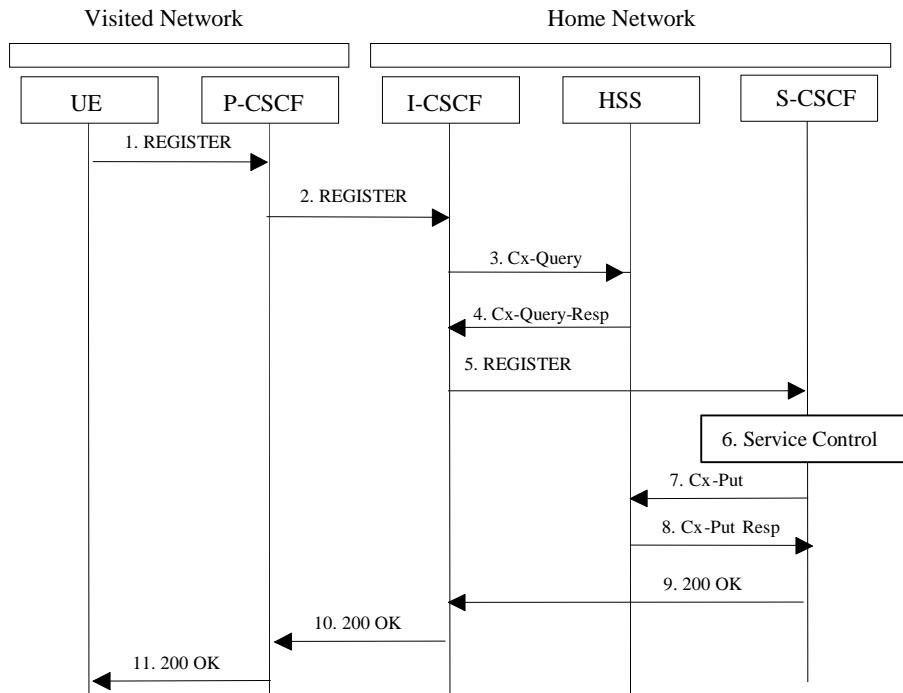 Visited Network
Home Network
UE
P-CSCF
I-CSCF
HSS
S-CSCF
1. REGISTER
2. REGISTER
3. Cx-Query
4. Cx-Query-Resp
5. REGISTER
6. Service Control
7. Cx-Put
8. Cx-Put Resp
9. 200 OK
10. 200 OK
11. 200 OK